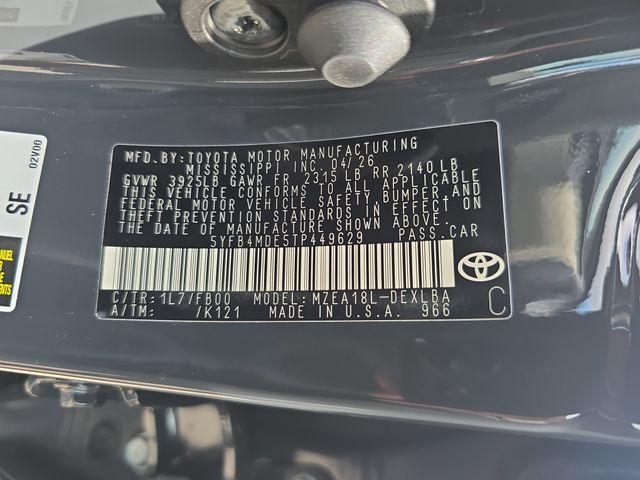 MFD.BY:TOYOTA MOTOR MANUFACTURING
MISSISSIPPI, INC 04/26
GVWR 3925LB GAWR FR 2315 LB RR 2140LB
THIS VEHICLE CONFORMS TO ALL APPLICABLE
FEDERAL MOTOR VEHICLE SAFETY, BUMPER, AND
THEFT PREVENTION STANDARDS IN EFFECT ON
THE DATE OF MANUFACTURE SHOWN ABOVE.
5YFB4MDE5TP449629 PASS.CAR
C/TR:1L7/FB00 MODEL:MZEA18L-DEXLBA
A/TM: /K121 MADE IN U.S.A. 966
C
SE
02V00